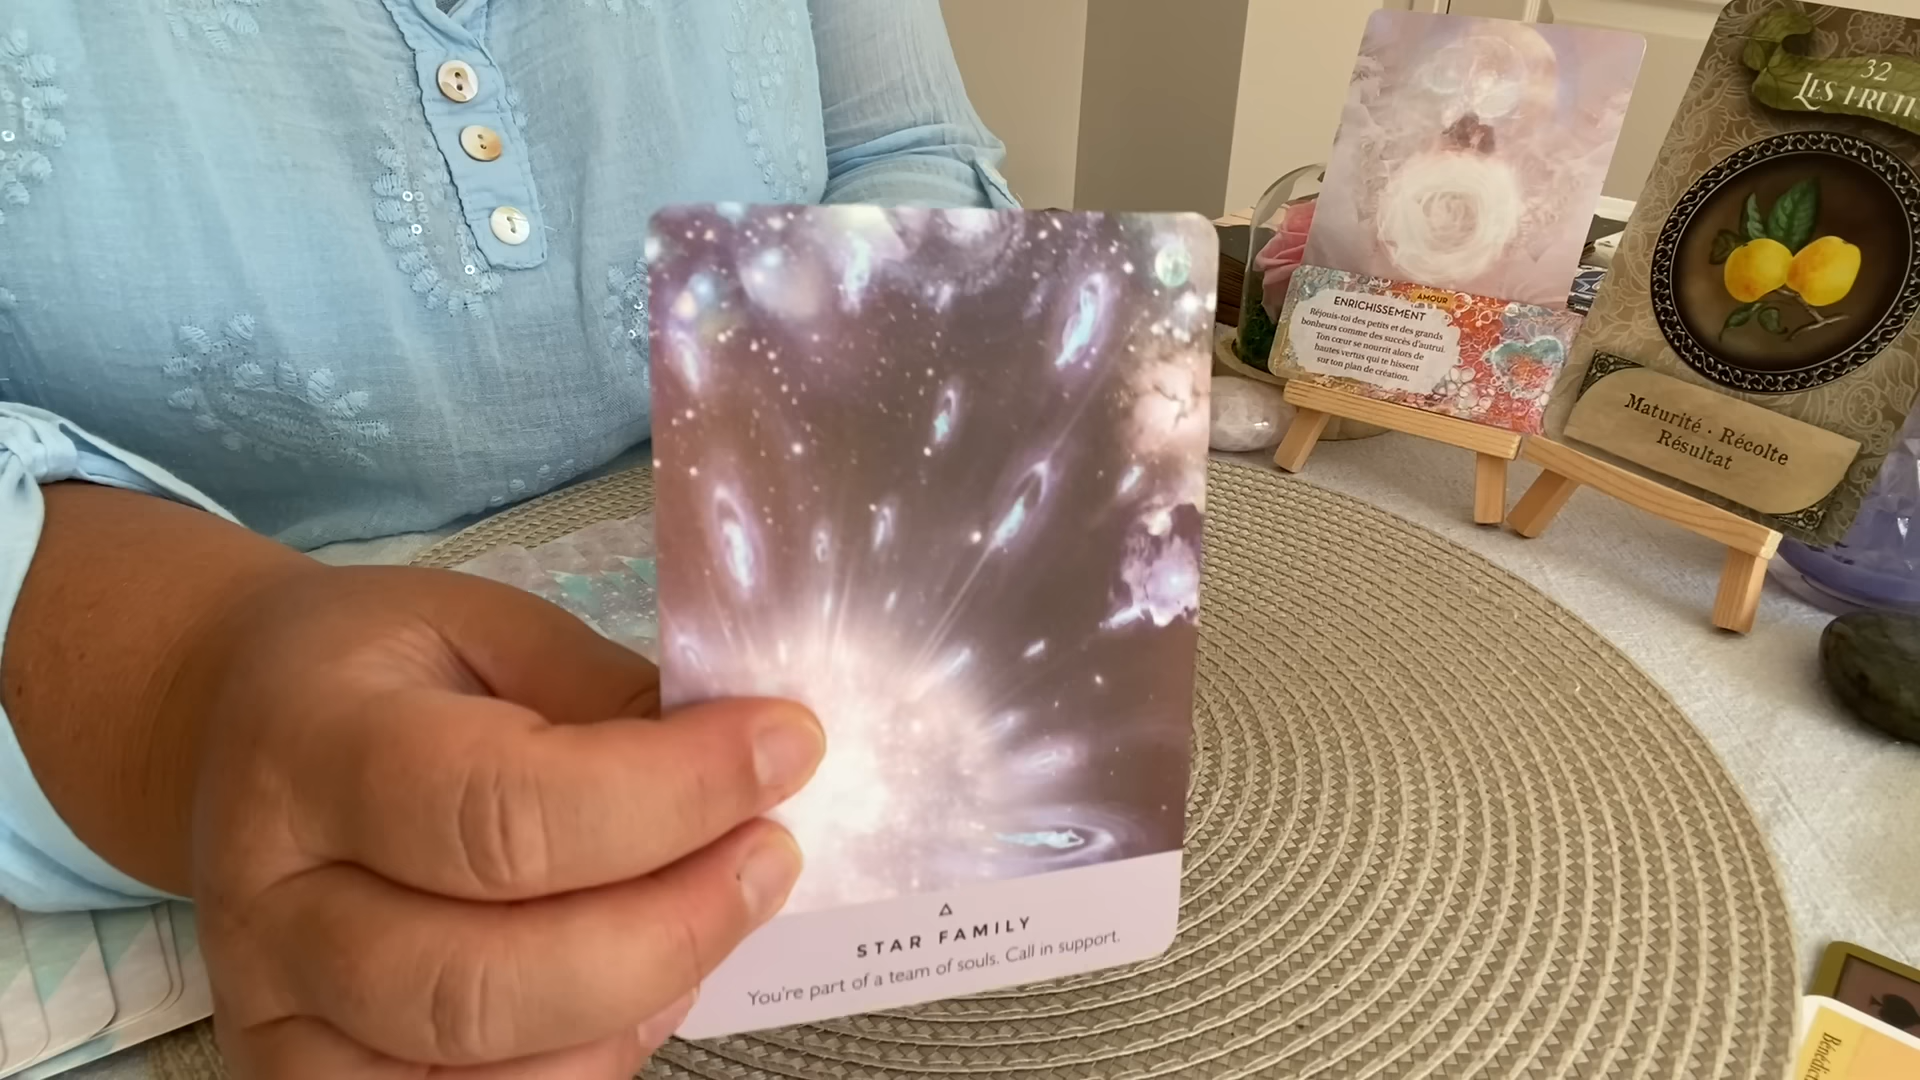 STAR FAMILY
You're part of a team of souls. Call in support.
AMOUR
ENRICHISSEMENT
Réjouis-toi des petits et des grands
bonheurs comme des succès d'autrui.
Ton cœur se nourrit alors de
hautes vertus qui te hissent
sur ton plan de création.
32
LES FRUITS
Maturité · Récolte
Résultat